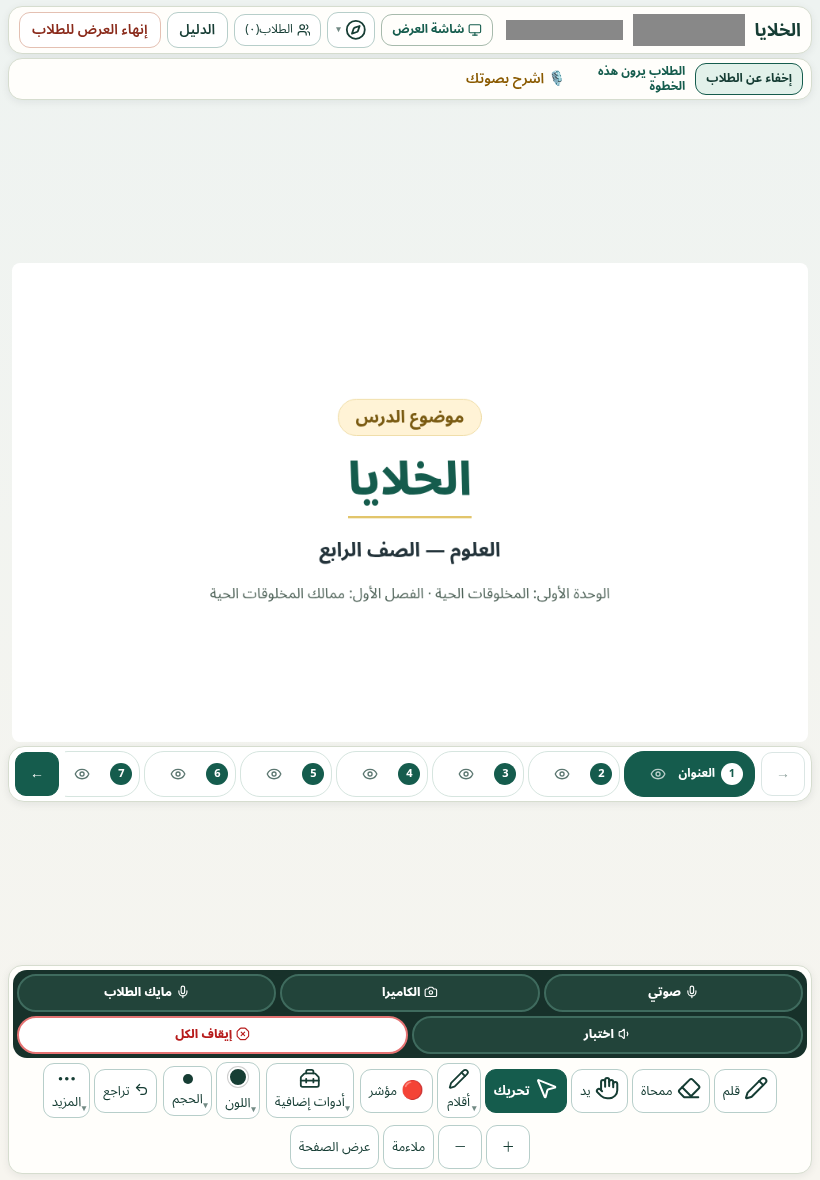 الخلايا
شاشة العرض
الطلاب(٠)
الدليل
إنهاء العرض للطلاب
إخفاء عن الطلاب
الطلاب يرون هذه
الخطوة
اشرح بصوتك
موضوع الدرس
الخلايا
العلوم — الصف الرابع
الوحدة الأولى: المخلوقات الحية · الفصل الأول: ممالك المخلوقات الحية
→ 1 العنوان 2 3 4 5 6 7 ←
صوتي
الكاميرا
مايك الطلاب
اختبار
إيقاف الكل
قلم
ممحاة
يد
تحريك
أقلام
مؤشر
أدوات إضافية
اللون
الحجم
تراجع
المزيد
+
−
ملاءمة
عرض الصفحة